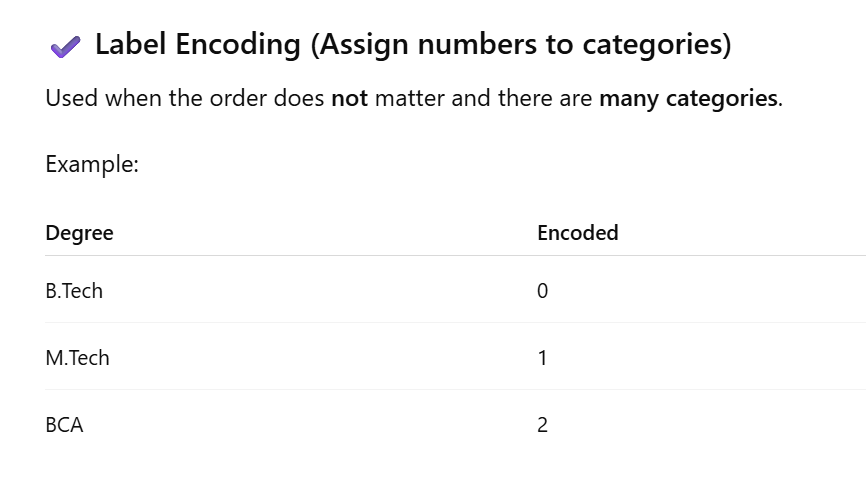 Label Encoding (Assign numbers to categories)
Used when the order does not matter and there are many categories.
Example:
Degree Encoded
B.Tech 0
M.Tech 1
BCA 2